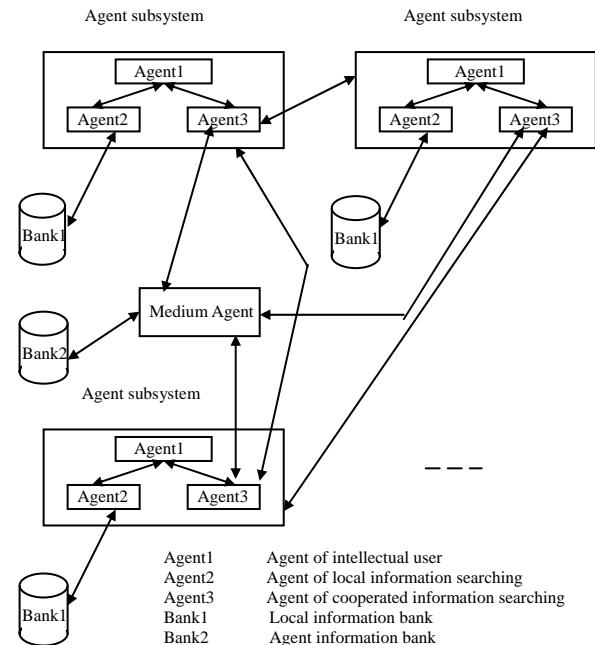 Agent subsystem
Agent subsystem
Agent1
Agent1
Agent2
Agent3
Agent2
Agent3
Bank1
Bank1
Medium Agent
Bank2
Agent subsystem
Agent1
Agent2
Agent3
Agent1 Agent of intellectual user
Agent2 Agent of local information searching
Agent3 Agent of cooperated information searching
Bank1 Local information bank
Bank2 Agent information bank
Bank1